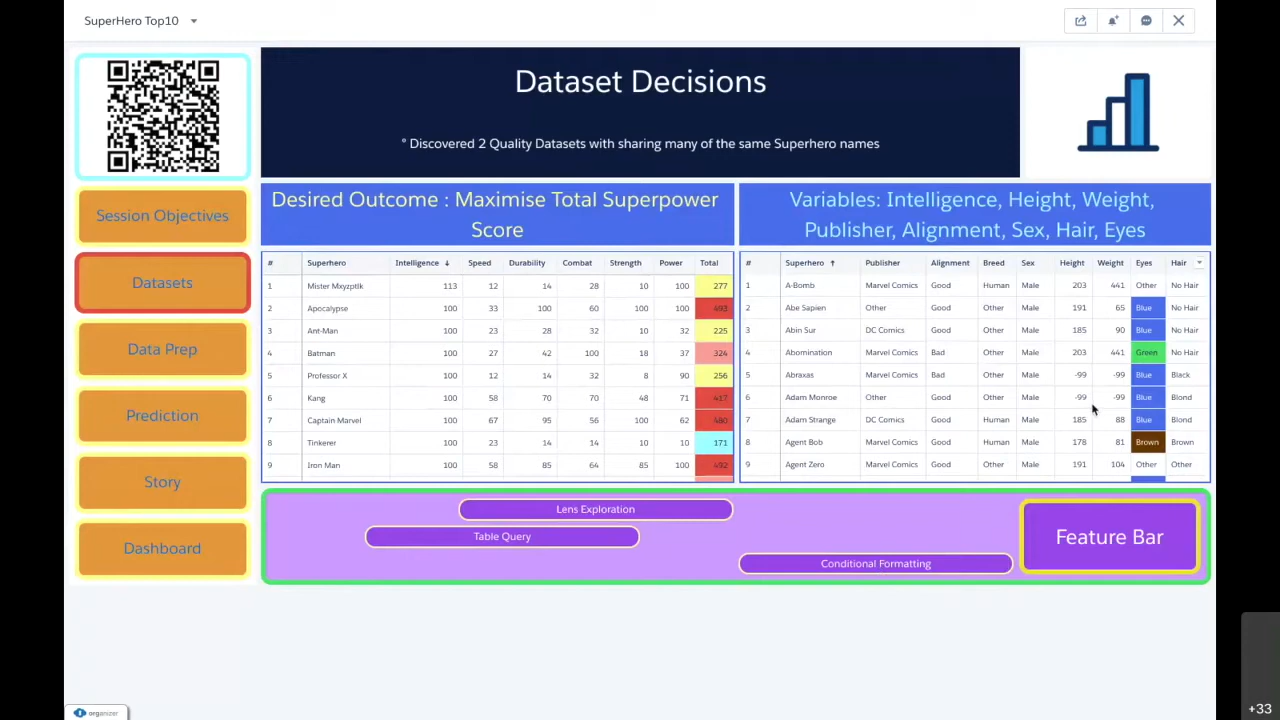 SuperHero Top10
Dataset Decisions
° Discovered 2 Quality Datasets with sharing many of the same Superhero names
Session Objectives
Datasets
Data Prep
Prediction
Story
Dashboard
Desired Outcome : Maximise Total Superpower
Score
# Superhero Intelligence ↓ Speed Durability Combat Strength Power Total
1 Mister Mxyzptlk 113 12 14 28 10 100 277
2 Apocalypse 100 33 100 60 100 100 493
3 Ant-Man 100 23 28 32 10 32 225
4 Batman 100 27 42 100 18 37 324
5 Professor X 100 12 14 32 8 90 256
6 Kang 100 58 70 70 48 71 417
7 Captain Marvel 100 67 95 56 100 62 480
8 Tinkerer 100 23 14 14 10 10 171
9 Iron Man 100 58 85 64 85 100 492
Variables: Intelligence, Height, Weight,
Publisher, Alignment, Sex, Hair, Eyes
# Superhero ↑ Publisher Alignment Breed Sex Height Weight Eyes Hair
1 A-Bomb Marvel Comics Good Human Male 203 441 Other No Hair
2 Abe Sapien Other Good Other Male 191 65 Blue No Hair
3 Abin Sur DC Comics Good Other Male 185 90 Blue No Hair
4 Abomination Marvel Comics Bad Other Male 203 441 Green No Hair
5 Abraxas Marvel Comics Bad Other Male -99 -99 Blue Black
6 Adam Monroe Other Good Other Male -99 -99 Blue Blond
7 Adam Strange DC Comics Good Human Male 185 88 Blue Blond
8 Agent Bob Marvel Comics Good Human Male 178 81 Brown Brown
9 Agent Zero Marvel Comics Good Other Male 191 104 Other Other
Lens Exploration
Table Query
Conditional Formatting
Feature Bar
organizer
+33